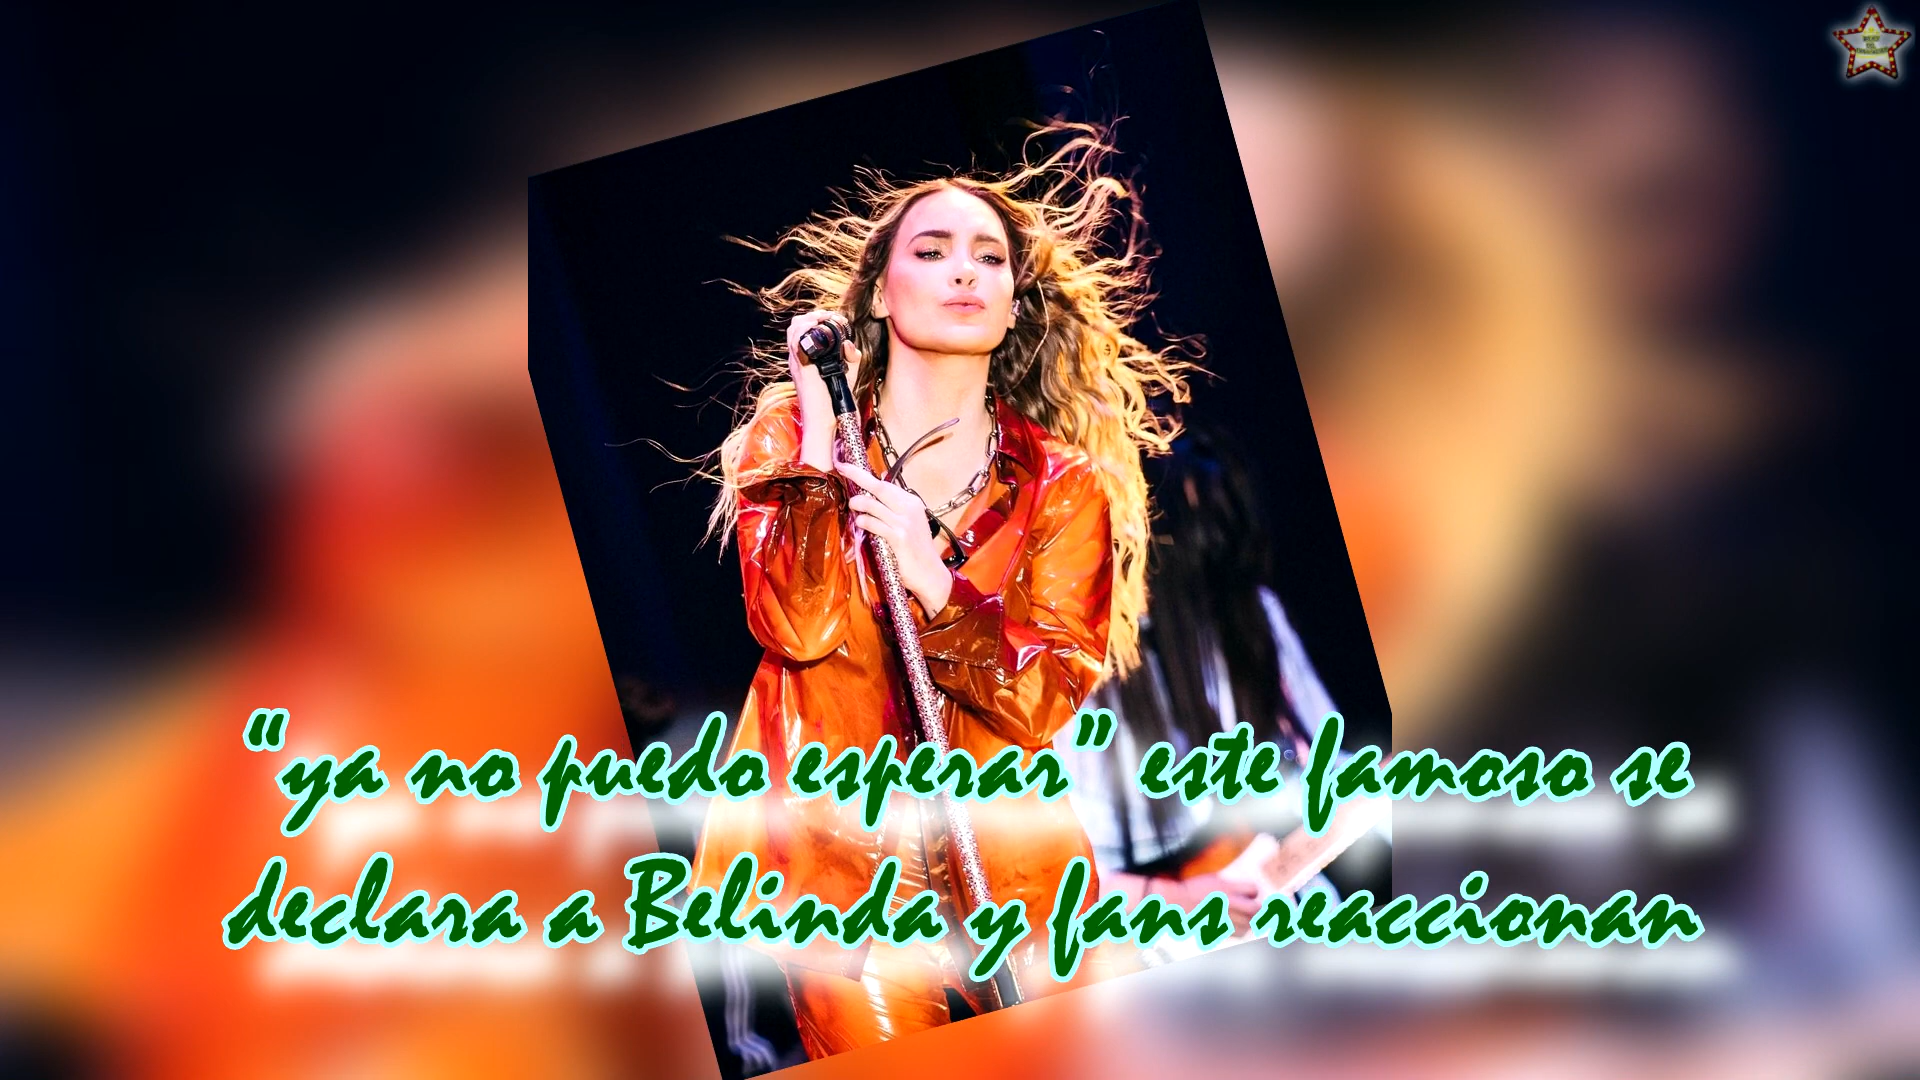 “ya no puedo esperar” este famoso se
declara a Belinda y fans reaccionan